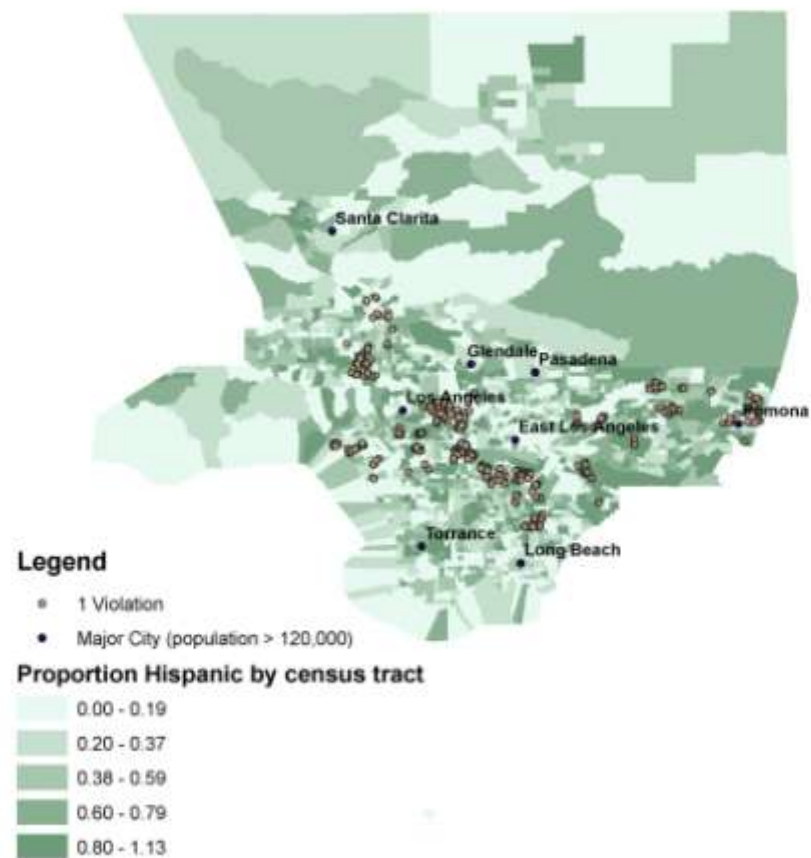 Santa Clarita
Glendale
Pasadena
Los Angeles
East Los Angeles
Pomona
Torrance
Long Beach
Legend
1 Violation
Major City (population > 120,000)
Proportion Hispanic by census tract
0.00 - 0.19
0.20 - 0.37
0.38 - 0.59
0.60 - 0.79
0.80 - 1.13